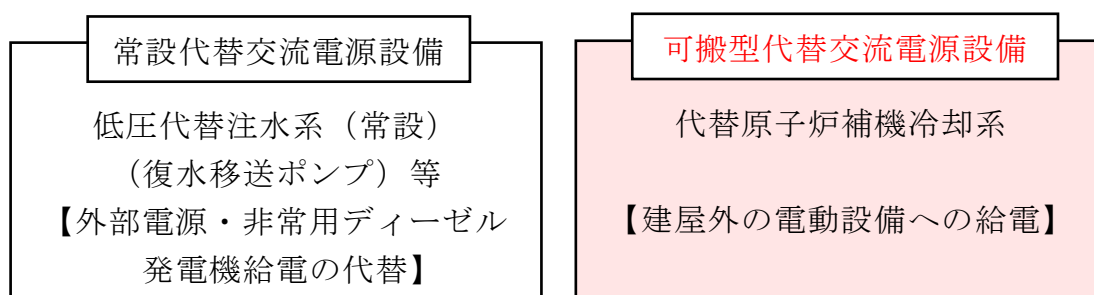 常設代替交流電源設備
低圧代替注水系（常設）
（復水移送ポンプ）等
【外部電源・非常用ディーゼル
発電機給電の代替】
可搬型代替交流電源設備
代替原子炉補機冷却系
【建屋外の電動設備への給電】